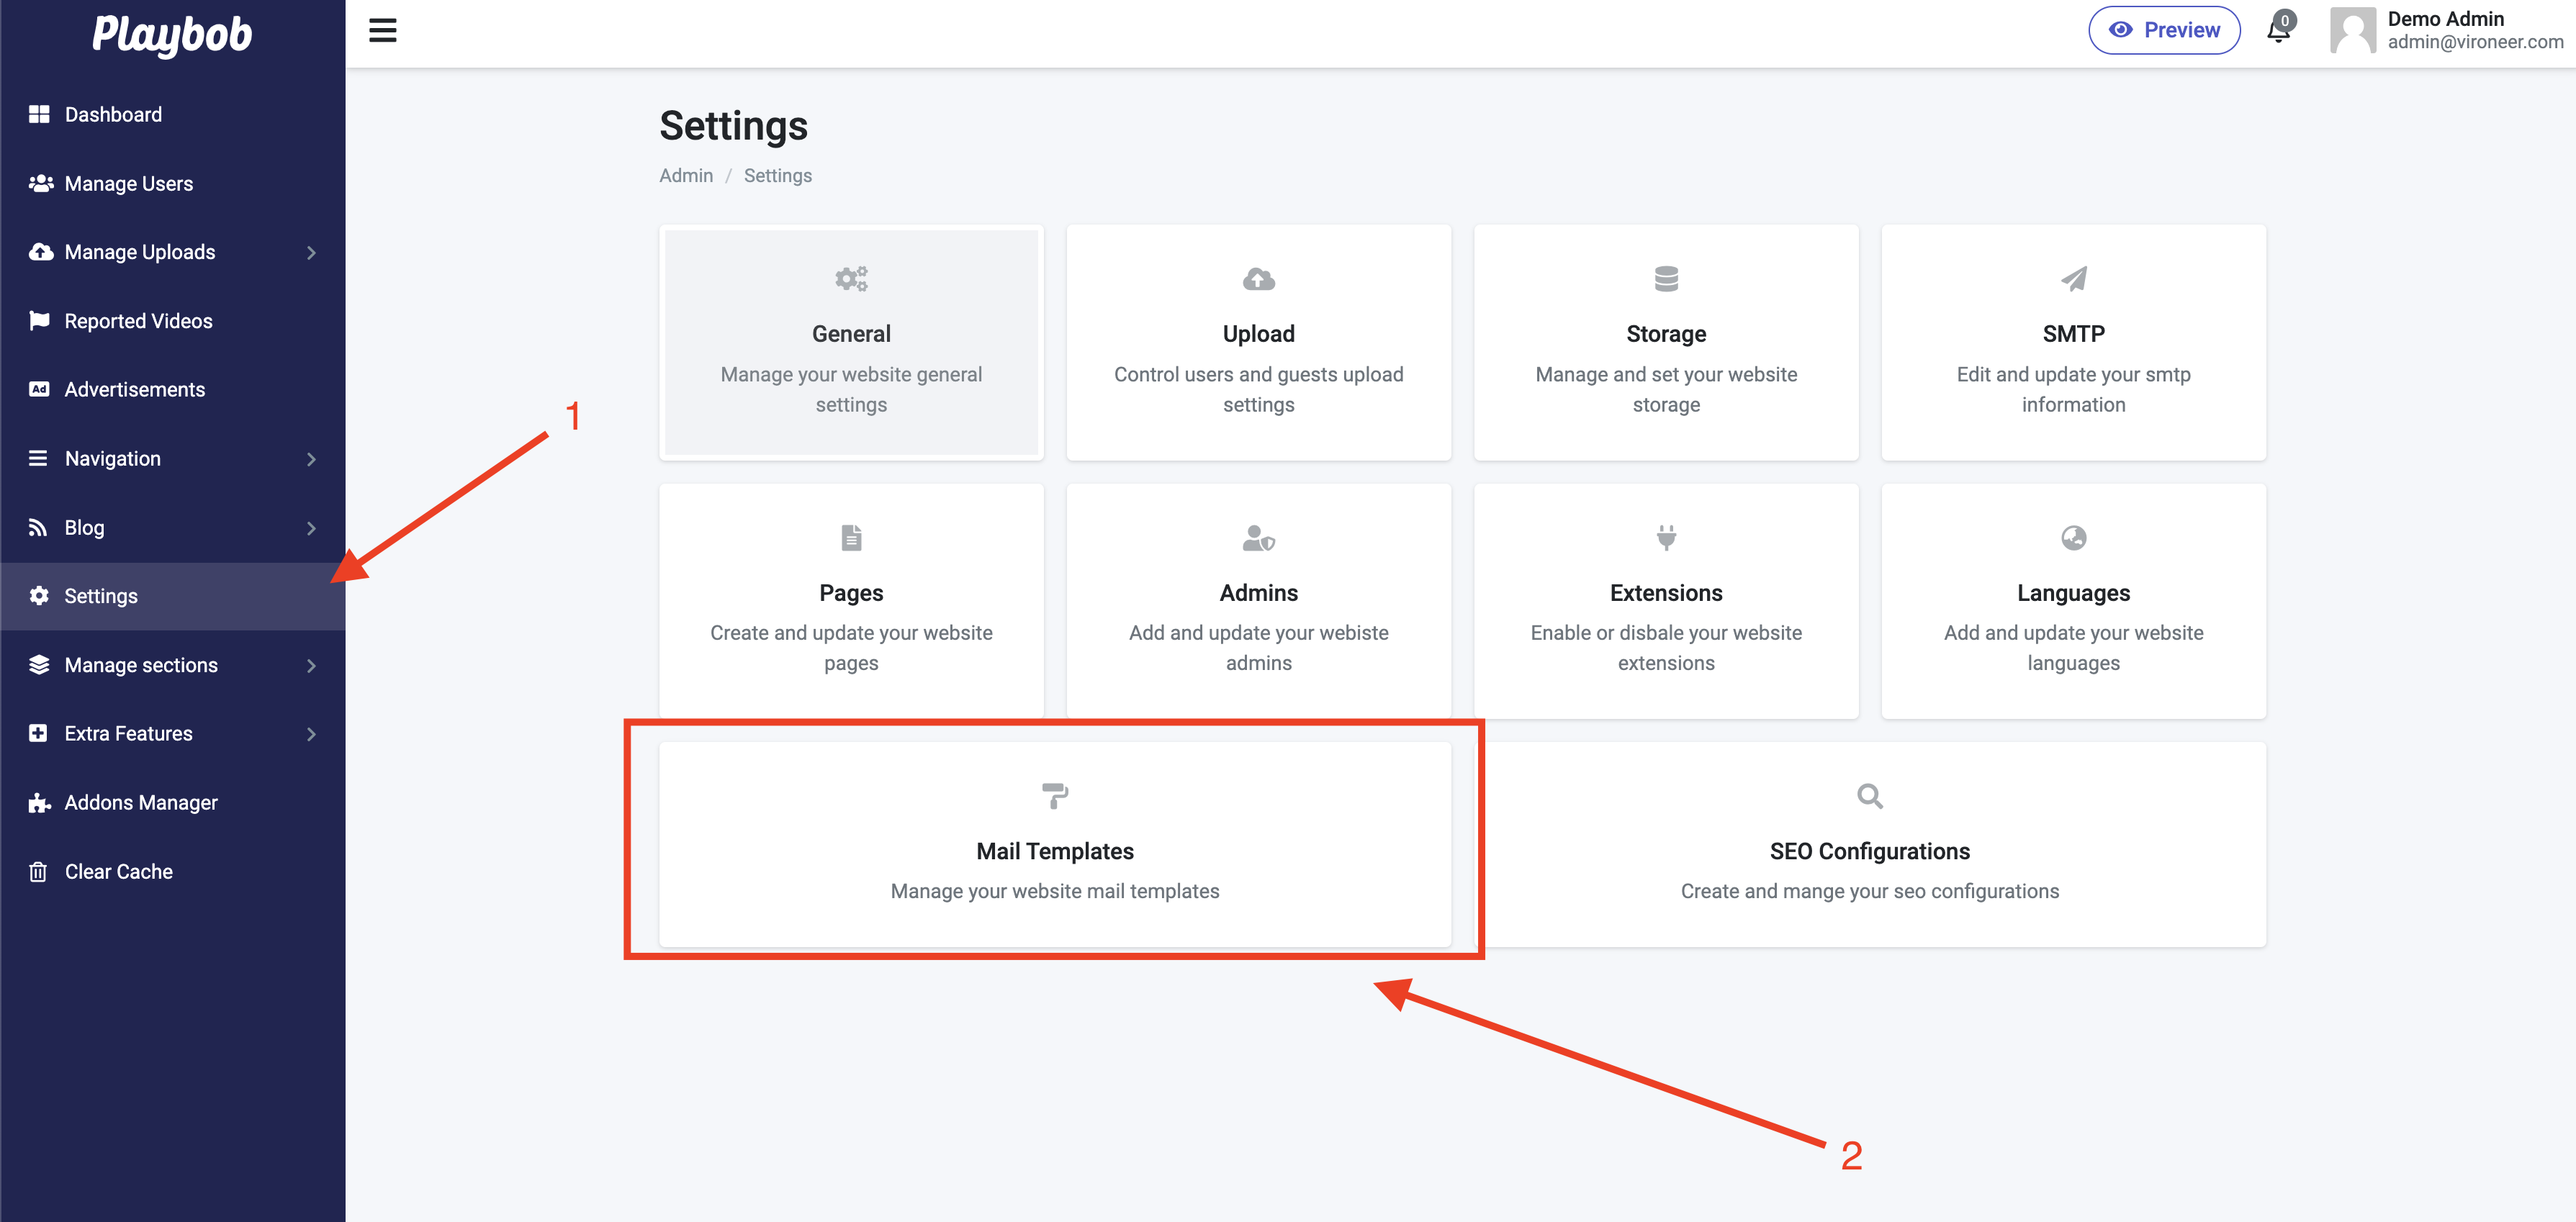 Playbob
Preview
0
Demo Admin
admin@vironeer.com
Dashboard
Manage Users
Manage Uploads
Reported Videos
Ad Advertisements
Navigation
Blog
Settings
Manage sections
Extra Features
Addons Manager
Clear Cache
Settings
Admin / Settings
General
Manage your website general
settings
Upload
Control users and guests upload
settings
Storage
Manage and set your website
storage
SMTP
Edit and update your smtp
information
1
Pages
Create and update your website
pages
Admins
Add and update your webiste
admins
Extensions
Enable or disbale your website
extensions
Languages
Add and update your website
languages
Mail Templates
Manage your website mail templates
SEO Configurations
Create and mange your seo configurations
2